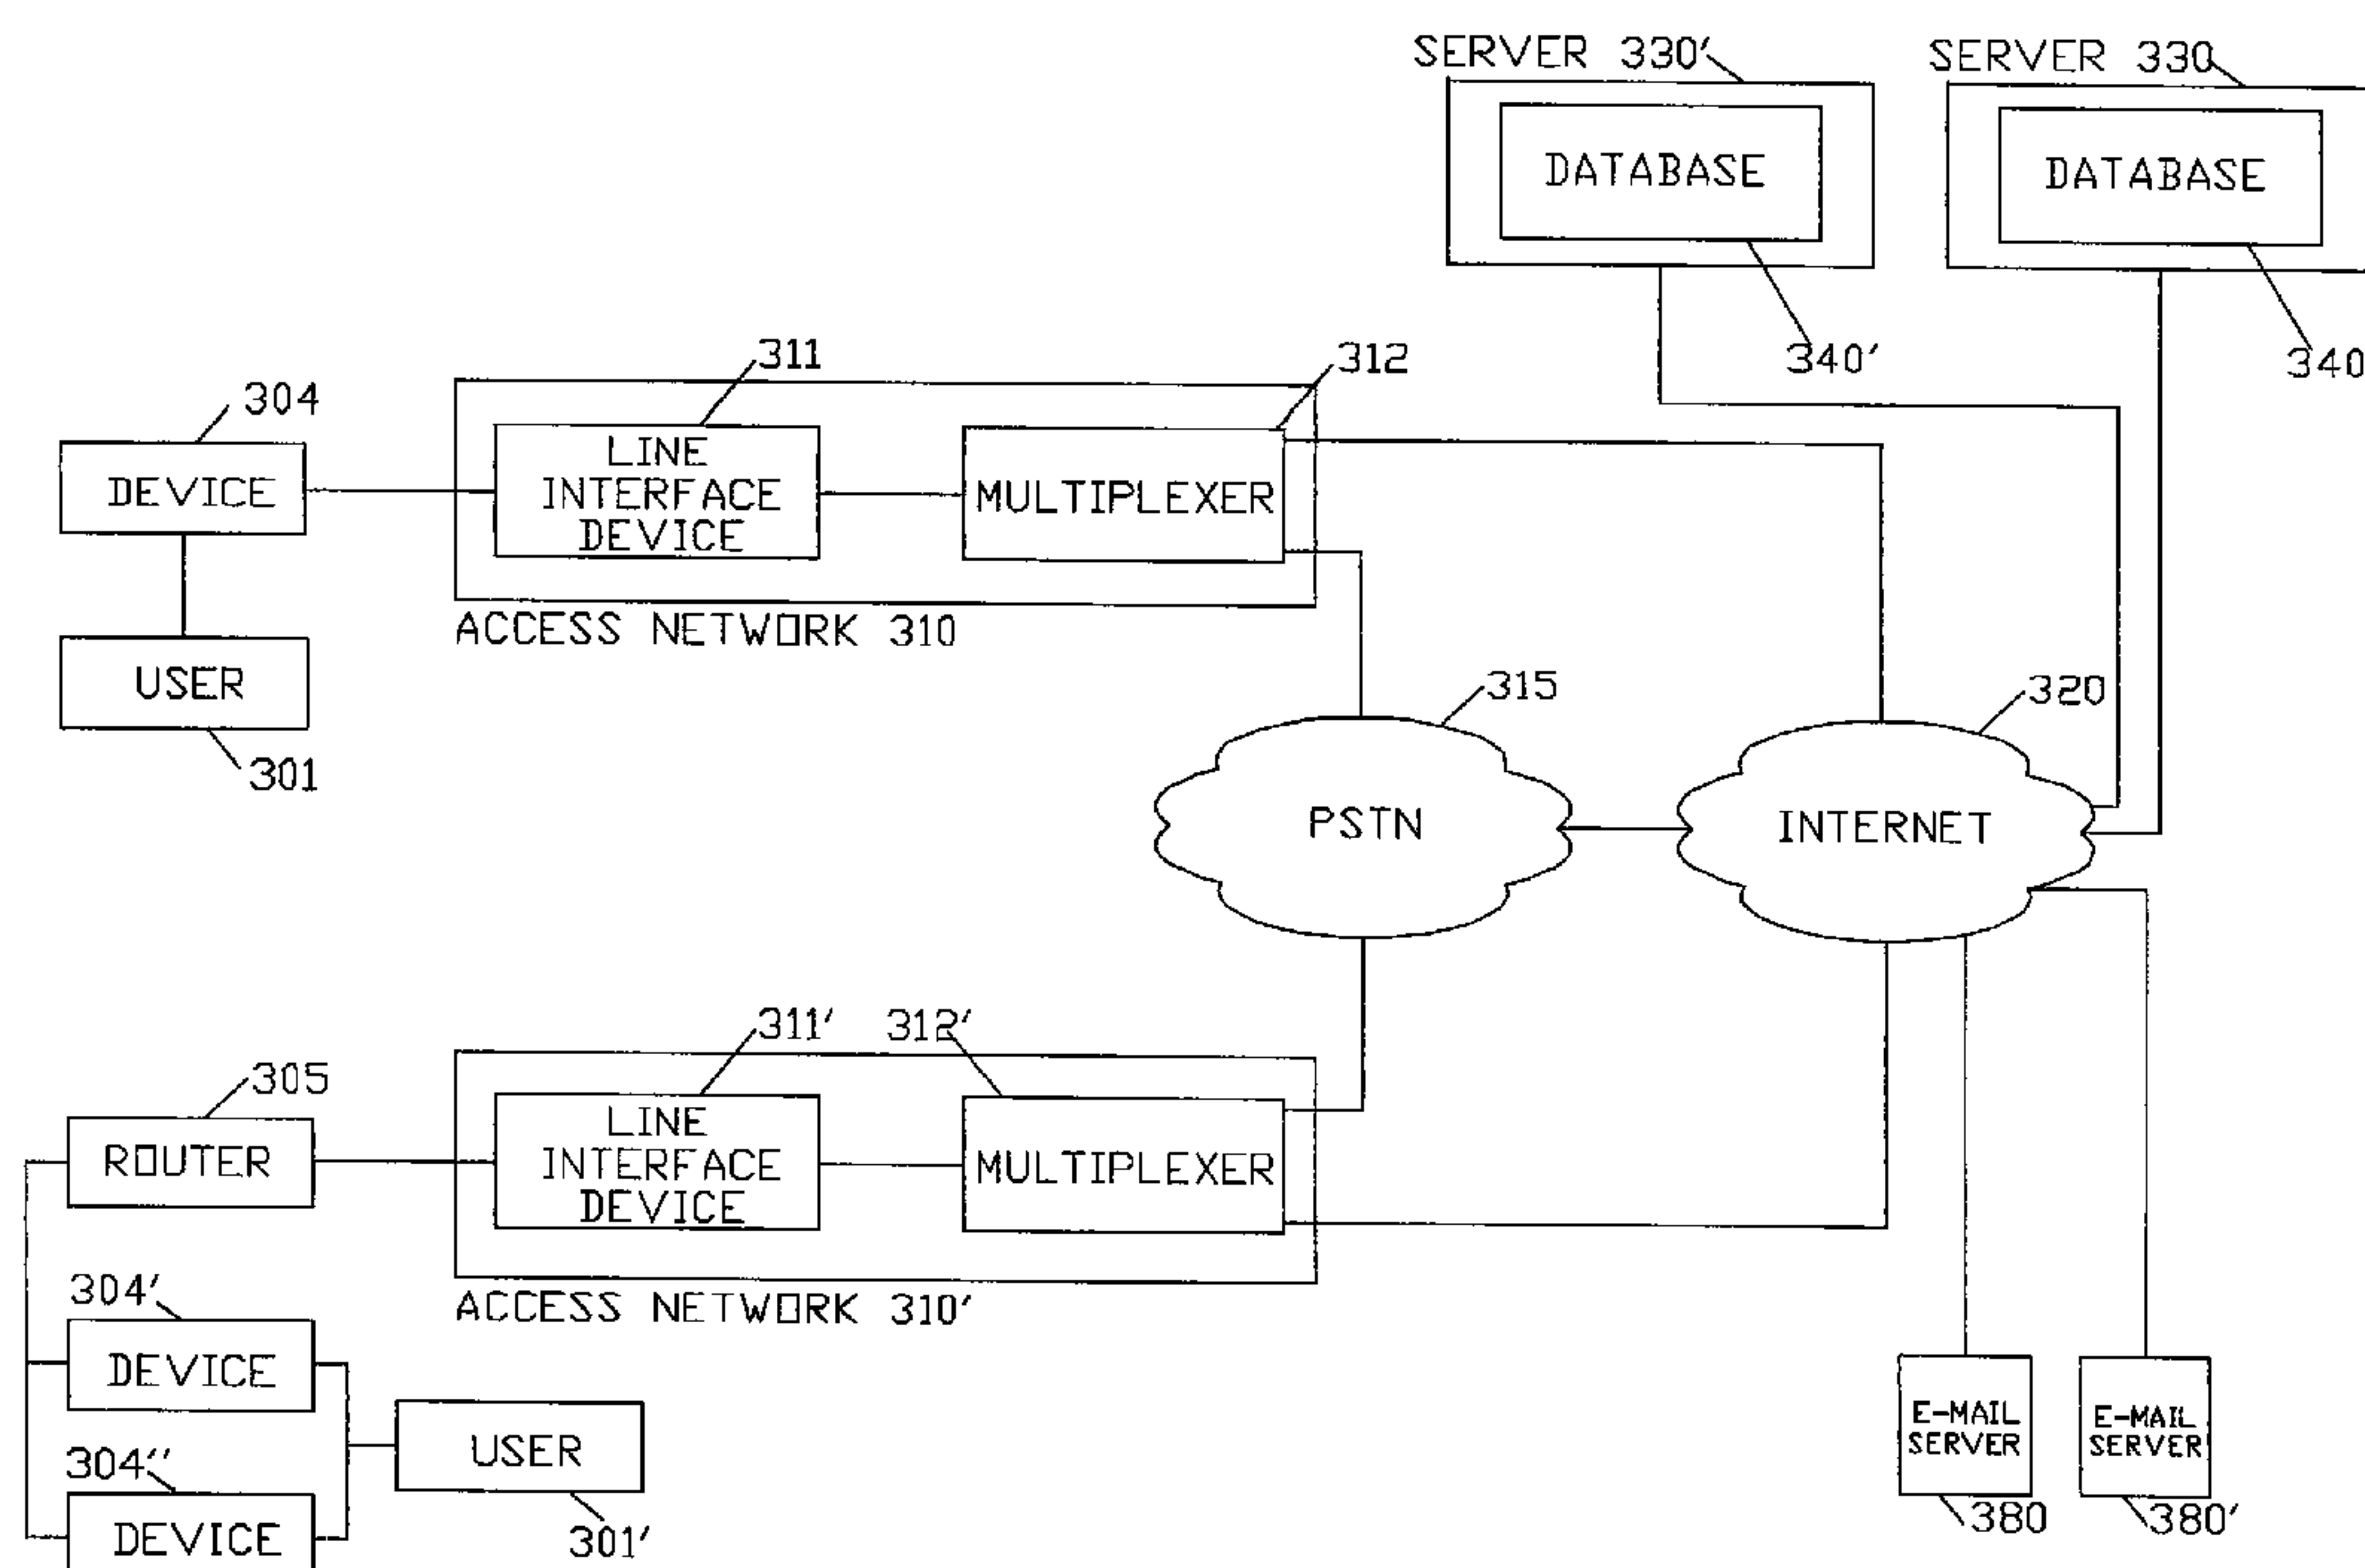 SERVER 330'
SERVER 330
DATABASE
DATABASE
340'
340
311
312
304
DEVICE
LINE
INTERFACE
DEVICE
MULTIPLEXER
ACCESS NETWORK 310
USER
301
315
320
PSTN
INTERNET
311'
312'
305
ROUTER
LINE
INTERFACE
DEVICE
MULTIPLEXER
ACCESS NETWORK 310'
304'
DEVICE
304''
DEVICE
USER
301'
E-MAIL
SERVER
380
E-MAIL
SERVER
380'